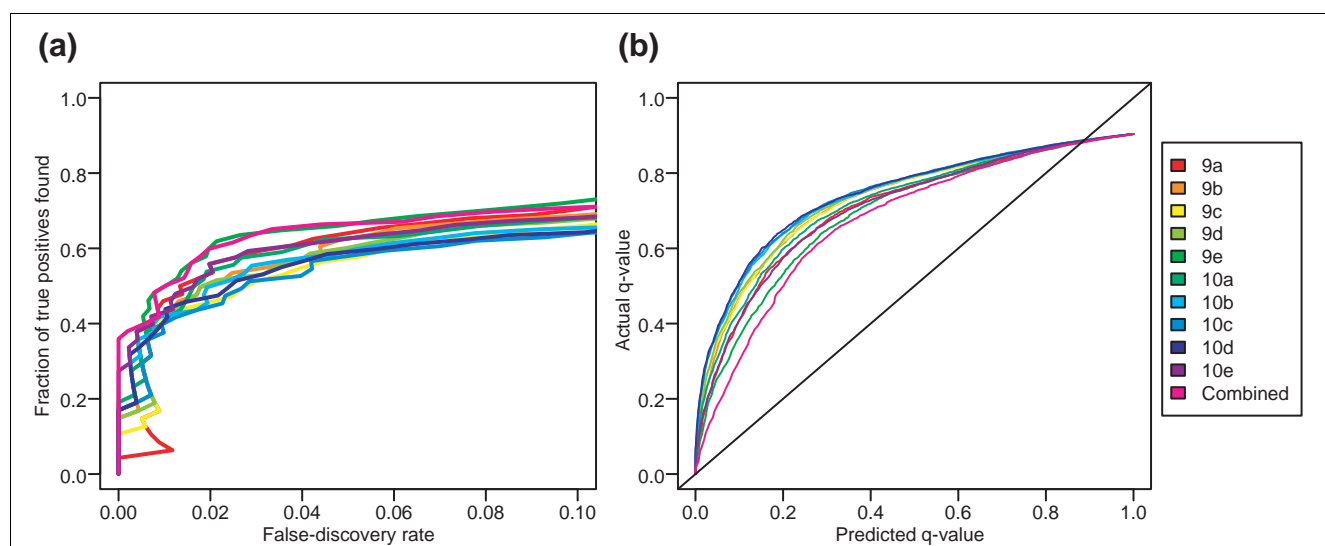 (a)
(b)
Fraction of true positives found
1.0
0.8
0.6
0.4
0.2
0.0
0.00 0.02 0.04 0.06 0.08 0.10
False-discovery rate
Actual q-value
1.0
0.8
0.6
0.4
0.2
0.0
0.0 0.2 0.4 0.6 0.8 1.0
Predicted q-value
9a
9b
9c
9d
9e
10a
10b
10c
10d
10e
Combined